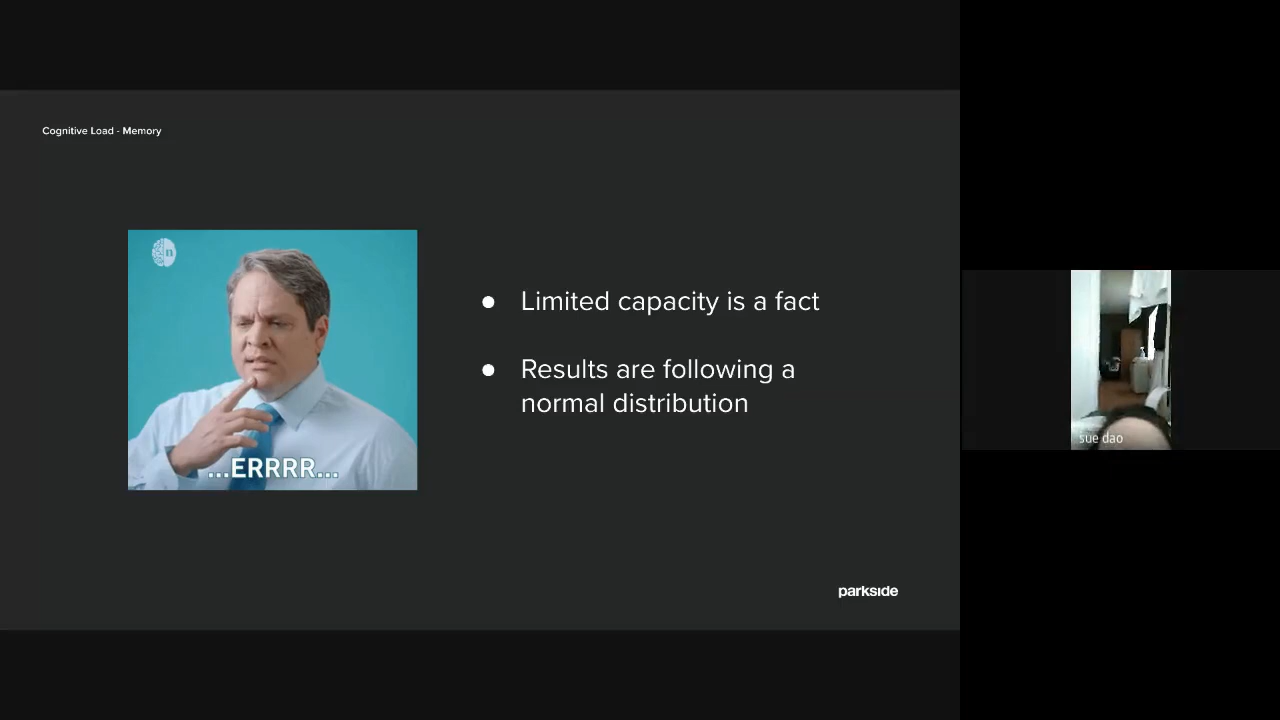 Cognitive Load - Memory
n
...ERRRR...
● Limited capacity is a fact
● Results are following a
normal distribution
parkside
sue dao